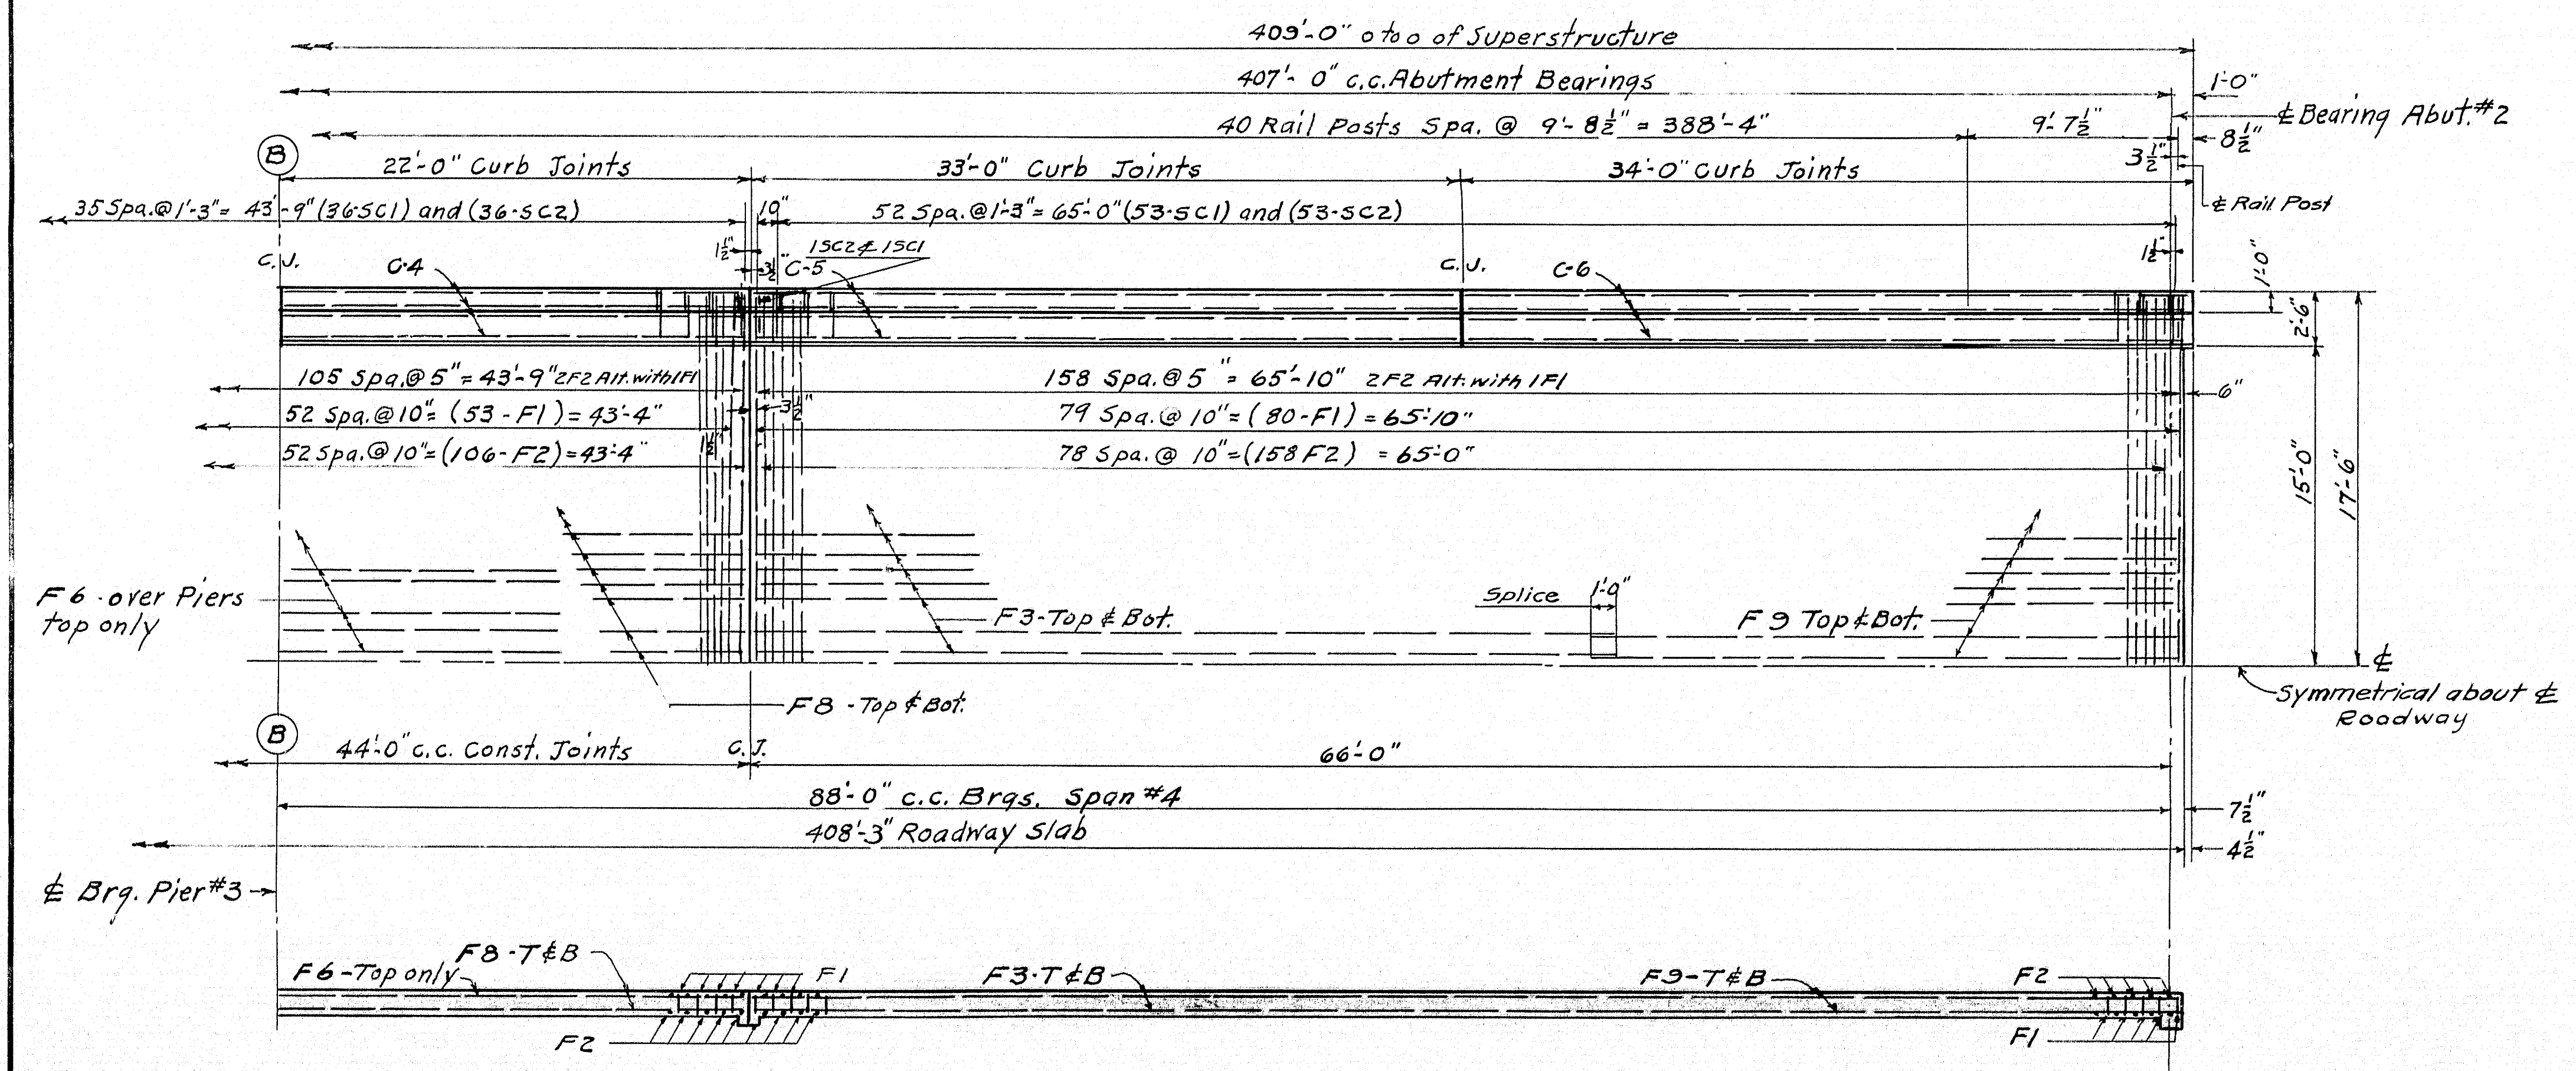 409'-0" o to o of Superstructure
407'-0" c.c. Abutment Bearings
1'-0"
℄ Bearing Abut. #2
40 Rail Posts Spa. @ 9'-8½" = 388'-4"
9'-7½"
8½"
3½"
B
22'-0" Curb Joints
33'-0" Curb Joints
34'-0" Curb Joints
℄ Rail Post
35 Spa. @ 1'-3" = 43'-9" (36-SC1) and (36-SC2)
10"
52 Spa. @ 1'-3" = 65'-0" (53-SC1) and (53-SC2)
1½"
1SC2 & 1SC1
1½"
C.J.
C-4
3½"
C-5
C.J.
C-6
1'-0"
2'-6"
105 Spa. @ 5" = 43'-9" 2F2 Alt. with 1F1
158 Spa. @ 5" = 65'-10" 2F2 Alt. with 1F1
6"
52 Spa. @ 10" = (53-F1) = 43'-4"
3½"
79 Spa. @ 10" = (80-F1) = 65'-10"
1½"
52 Spa. @ 10" = (106-F2) = 43'-4"
78 Spa. @ 10" = (158 F2) = 65'-0"
15'-0"
17'-6"
F6 - over Piers
top only
F3-Top & Bot.
Splice
1'-0"
F9 Top & Bot.
℄
F8 - Top & Bot.
Symmetrical about ℄
Roadway
B
44'-0" c.c. Const. Joints
C.J.
66'-0"
88'-0" c.c. Brgs. Span #4
7½"
408'-3" Roadway Slab
4½"
℄ Brg. Pier #3
F8-T & B
F6-Top only
F1
F3-T & B
F9-T & B
F2
F2
F1